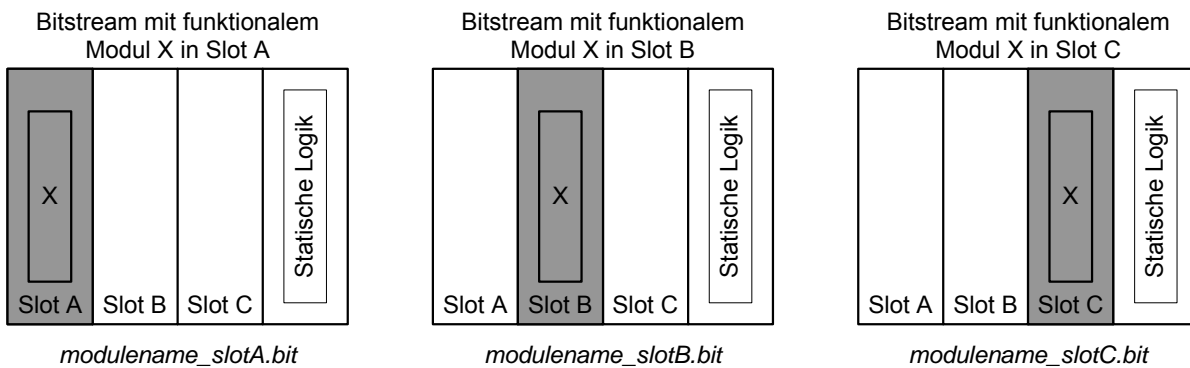 Bitstream mit funktionalem
Modul X in Slot A
X
Statische Logik
Slot A
Slot B
Slot C
modulename_slotA.bit
Bitstream mit funktionalem
Modul X in Slot B
X
Statische Logik
Slot A
Slot B
Slot C
modulename_slotB.bit
Bitstream mit funktionalem
Modul X in Slot C
X
Statische Logik
Slot A
Slot B
Slot C
modulename_slotC.bit